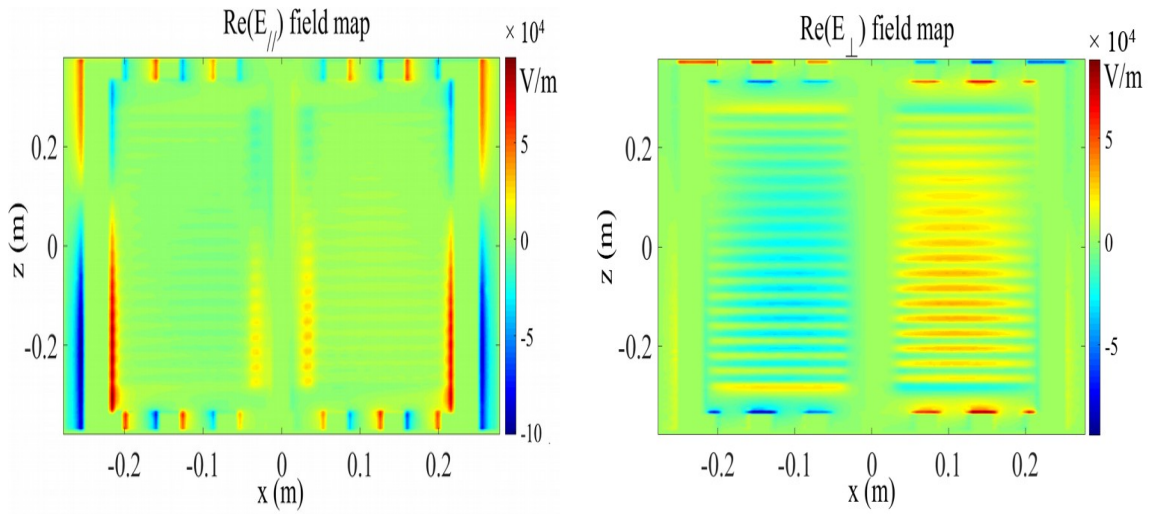 Re(E//) field map
× 10⁴
V/m
5
0
-5
-10
0.2
0
-0.2
z (m)
-0.2 -0.1 0 0.1 0.2
x (m)
Re(E⊥) field map
× 10⁴
V/m
5
0
-5
0.2
0
-0.2
z (m)
-0.2 -0.1 0 0.1 0.2
x (m)